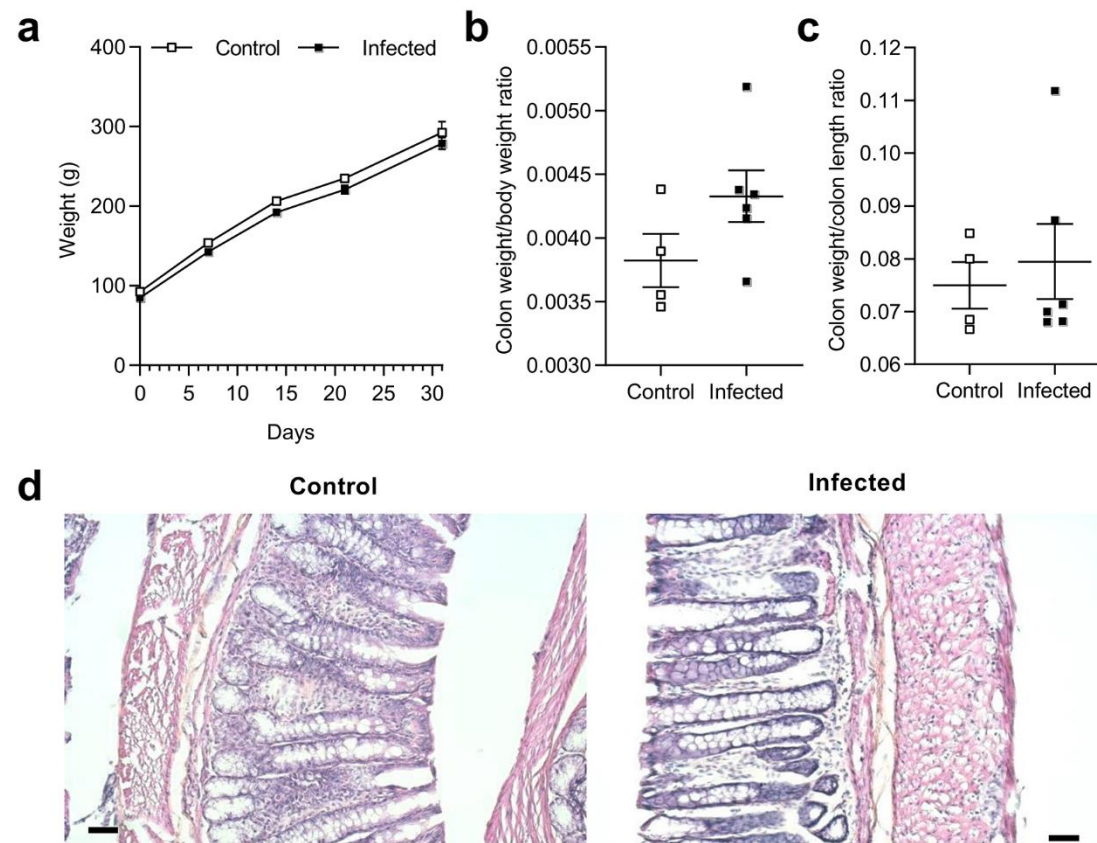 a
Control
Infected
Weight (g)
400
300
200
100
0
0 5 10 15 20 25 30
Days
b
Colon weight/body weight ratio
0.0055
0.0050
0.0045
0.0040
0.0035
0.0030
Control Infected
c
Colon weight/colon length ratio
0.12
0.11
0.10
0.09
0.08
0.07
0.06
Control Infected
d
Control
Infected